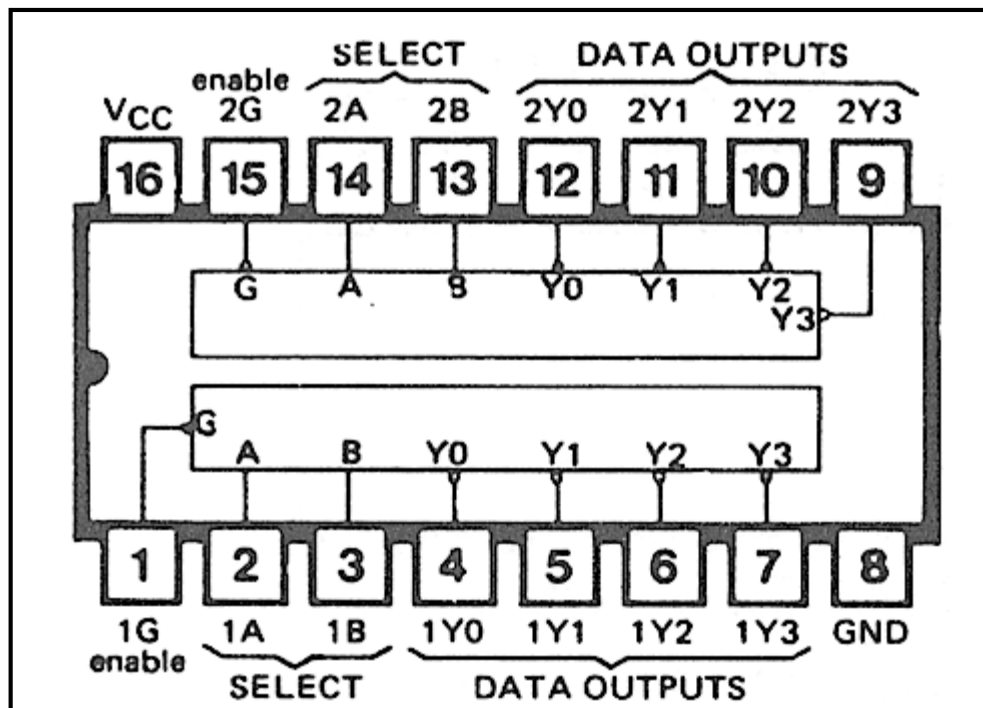 SELECT DATA OUTPUTS
enable
VCC 2G 2A 2B 2Y0 2Y1 2Y2 2Y3
16 15 14 13 12 11 10 9
G A B Y0 Y1 Y2
Y3
G
A B Y0 Y1 Y2 Y3
1 2 3 4 5 6 7 8
1G 1A 1B 1Y0 1Y1 1Y2 1Y3 GND
enable
SELECT DATA OUTPUTS